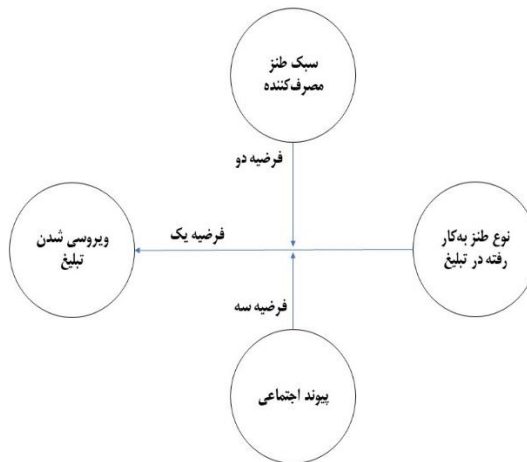 سبک طنز
مصرف‌کننده
فرضیه دو
نوع طنز به‌کار
رفته در تبلیغ
فرضیه یک
ویروسی شدن
تبلیغ
فرضیه سه
پیوند اجتماعی